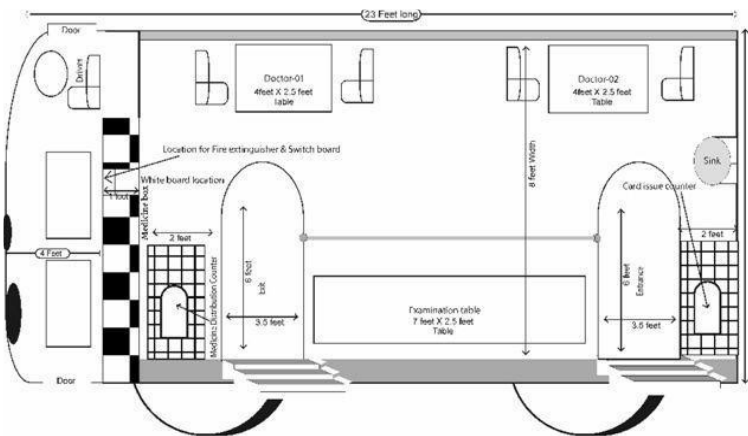 23 Feet long
Door
Driver
Doctor-01
4feet X 2.5 feet
Table
Doctor-02
4feet X 2.5 feet
Table
8 feet Width
Location for Fire extinguisher & Switch board
Sink
White board location
Card issue counter
1 foot
Medicine box
2 feet
2 feet
4 Feet
6 feet
Exit
3.5 feet
6 feet
Entrance
3.5 feet
Medicine Distribution Counter
Examination table
7 feet X 2.5 feet
Table
Door